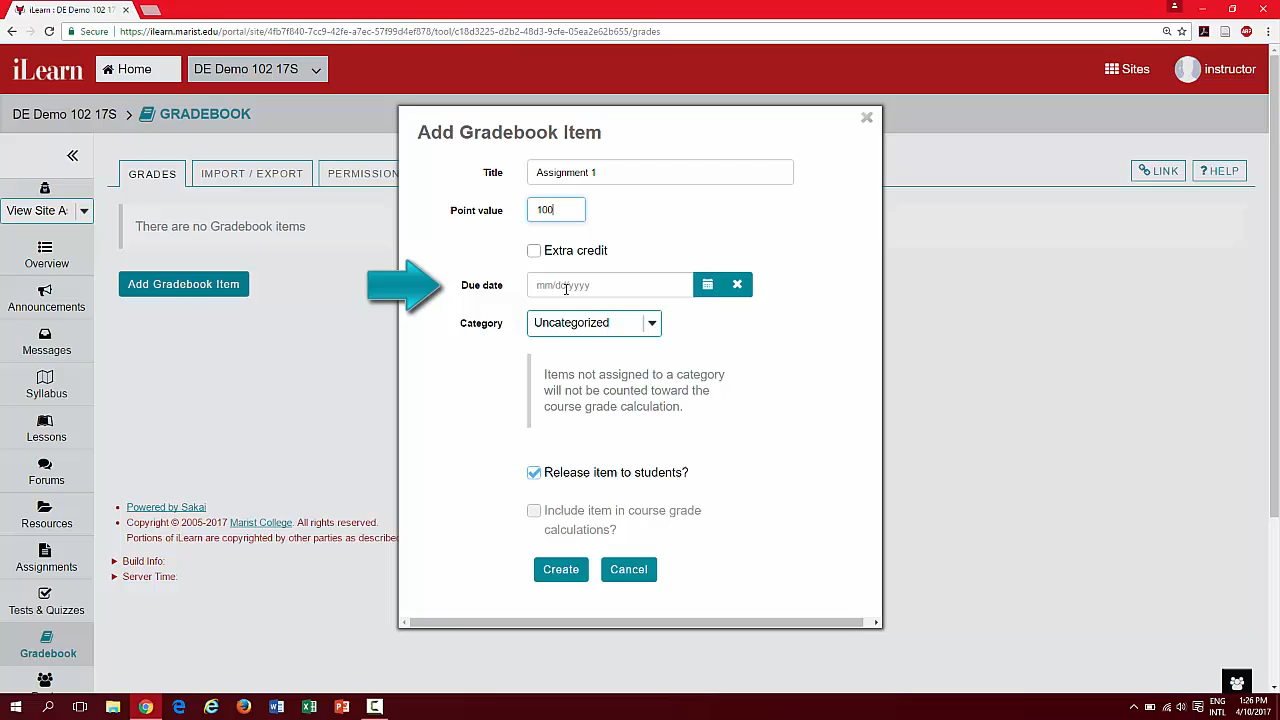 iLearn : DE Demo 102 17S
Secure
https://ilearn.marist.edu/portal/site/4fb7f840-7cc9-42fe-a7ec-57f99d4ef878/tool/c18d3225-d2b2-48d3-9cfe-05ea2e62b655/grades
iLearn
Home
DE Demo 102 17S
Sites
instructor
DE Demo 102 17S
GRADEBOOK
GRADES
IMPORT / EXPORT
PERMISSION
LINK
? HELP
View Site A
There are no Gradebook items
Add Gradebook Item
Overview
Announcements
Messages
Syllabus
Lessons
Forums
Resources
Assignments
Tests & Quizzes
Gradebook
Powered by Sakai
Copyright © 2005-2017 Marist College. All rights reserved.
Portions of iLearn are copyrighted by other parties as describe
Build Info:
Server Time:
Add Gradebook Item
Title
Assignment 1
Point value
100
Extra credit
Due date
mm/dd/yyyy
Category
Uncategorized
Items not assigned to a category
will not be counted toward the
course grade calculation.
Release item to students?
Include item in course grade
calculations?
Create
Cancel
ENG
INTL
1:26 PM
4/10/2017